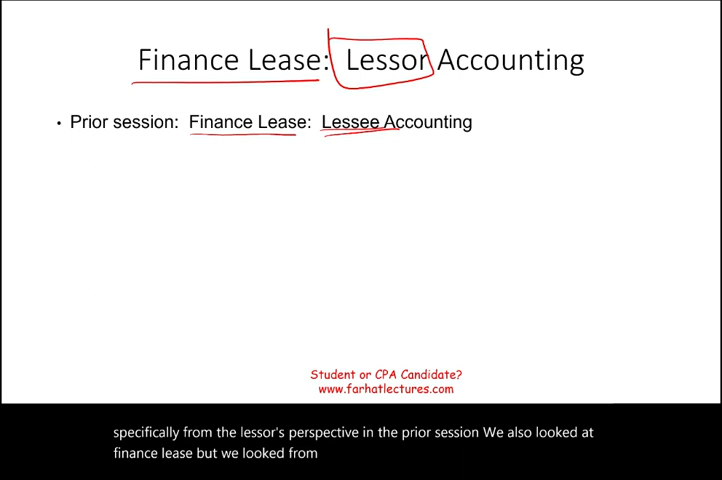 Finance Lease: Lessor Accounting
• Prior session: Finance Lease: Lessee Accounting
Student or CPA Candidate?
www.farhatlectures.com
specifically from the lessor's perspective in the prior session We also looked at
finance lease but we looked from